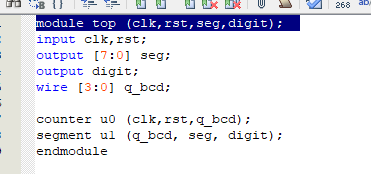 268
module top (clk,rst,seg,digit);
input clk,rst;
output [7:0] seg;
output digit;
wire [3:0] q_bcd;
counter u0 (clk,rst,q_bcd);
segment u1 (q_bcd, seg, digit);
endmodule